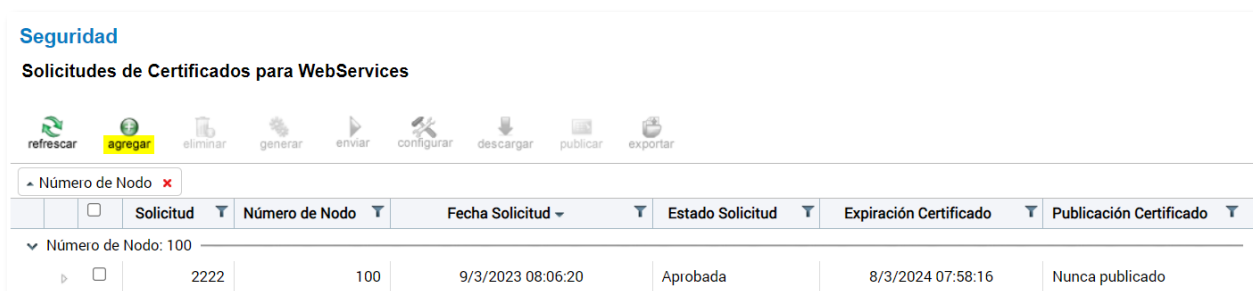 Seguridad
Solicitudes de Certificados para WebServices
refrescar agregar eliminar generar enviar configurar descargar publicar exportar
Número de Nodo
Solicitud Número de Nodo Fecha Solicitud Estado Solicitud Expiración Certificado Publicación Certificado
Número de Nodo: 100
2222 100 9/3/2023 08:06:20 Aprobada 8/3/2024 07:58:16 Nunca publicado